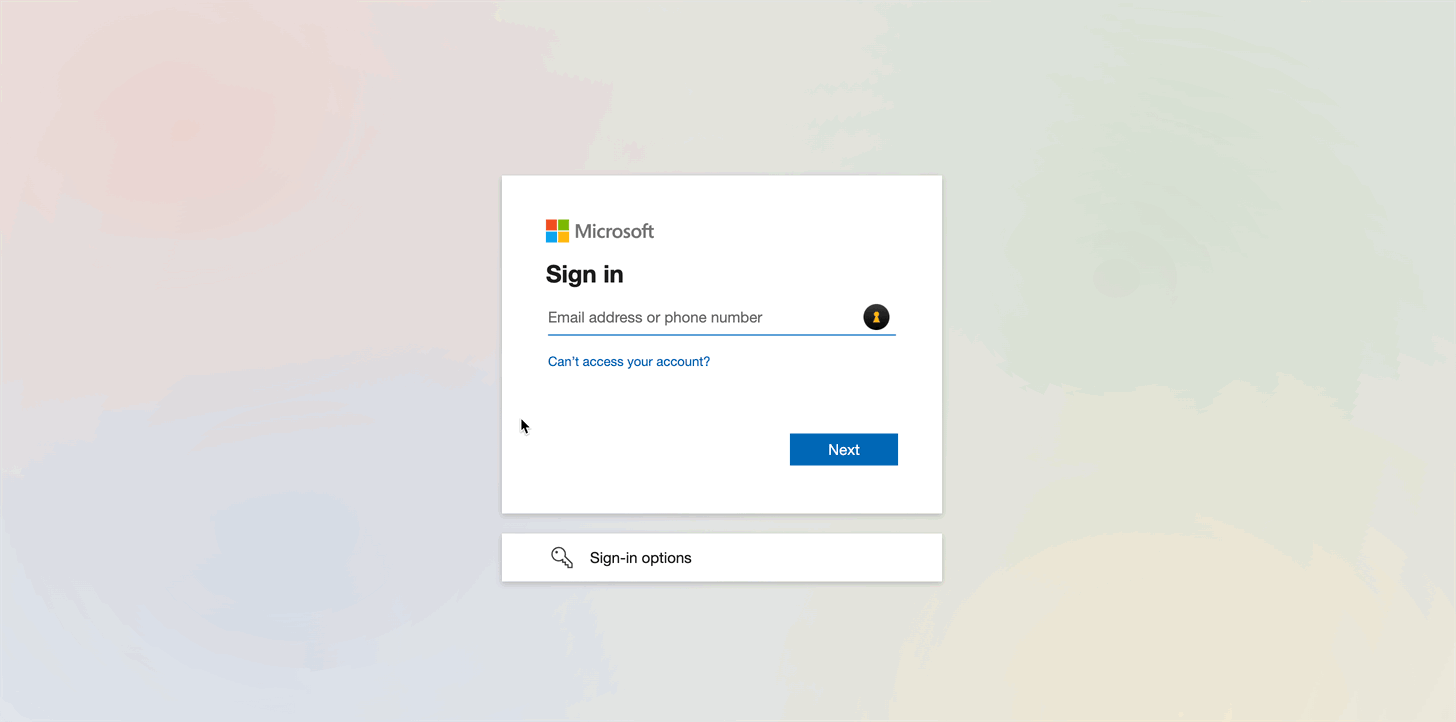 Microsoft
Sign in
Email address or phone number
Can't access your account?
Next
Sign-in options